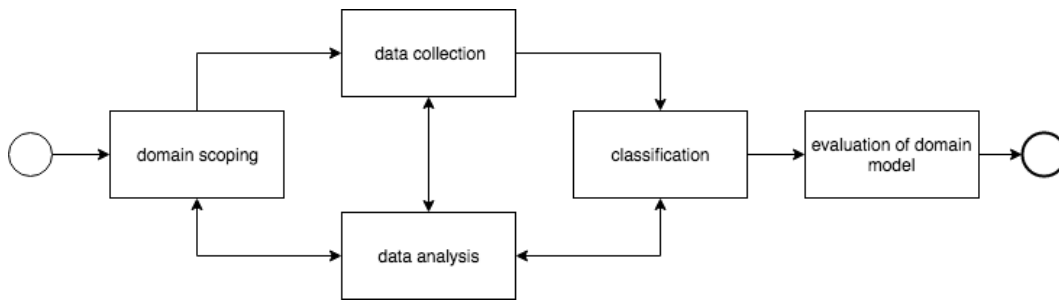 data collection
domain scoping
classification
evaluation of domain
model
data analysis